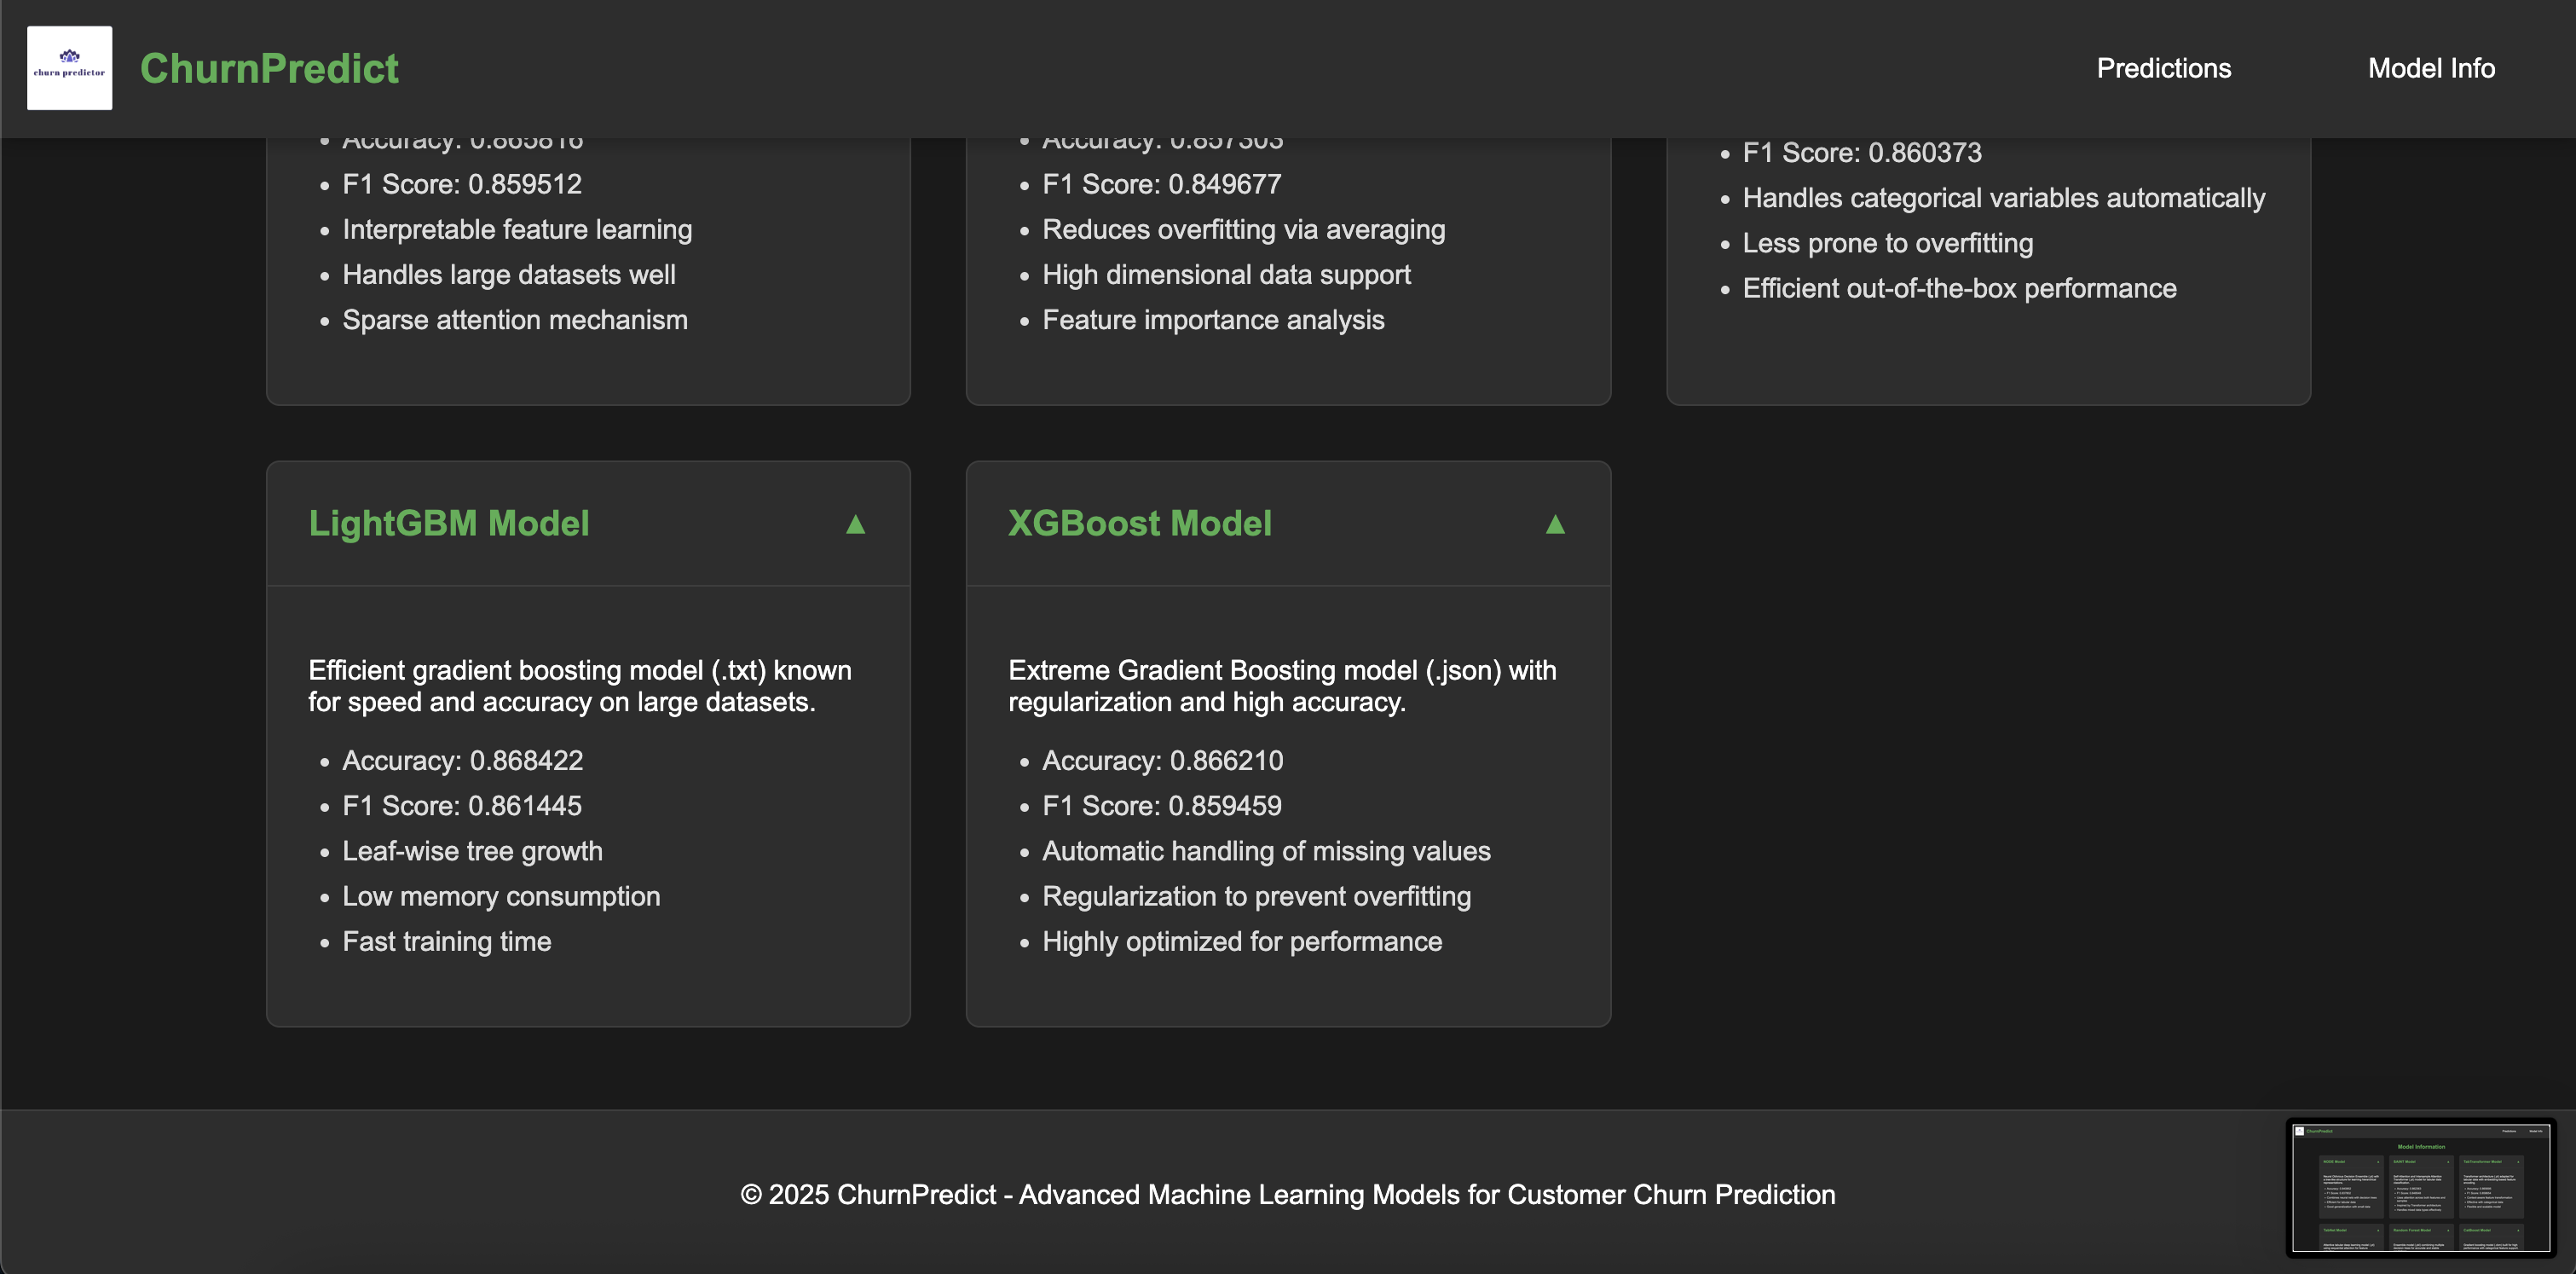 churn predictor
ChurnPredict
Predictions
Model Info
Accuracy: 0.865816
F1 Score: 0.859512
Interpretable feature learning
Handles large datasets well
Sparse attention mechanism
Accuracy: 0.857303
F1 Score: 0.849677
Reduces overfitting via averaging
High dimensional data support
Feature importance analysis
F1 Score: 0.860373
Handles categorical variables automatically
Less prone to overfitting
Efficient out-of-the-box performance
LightGBM Model
Efficient gradient boosting model (.txt) known
for speed and accuracy on large datasets.
Accuracy: 0.868422
F1 Score: 0.861445
Leaf-wise tree growth
Low memory consumption
Fast training time
XGBoost Model
Extreme Gradient Boosting model (.json) with
regularization and high accuracy.
Accuracy: 0.866210
F1 Score: 0.859459
Automatic handling of missing values
Regularization to prevent overfitting
Highly optimized for performance
© 2025 ChurnPredict - Advanced Machine Learning Models for Customer Churn Prediction
Model Information